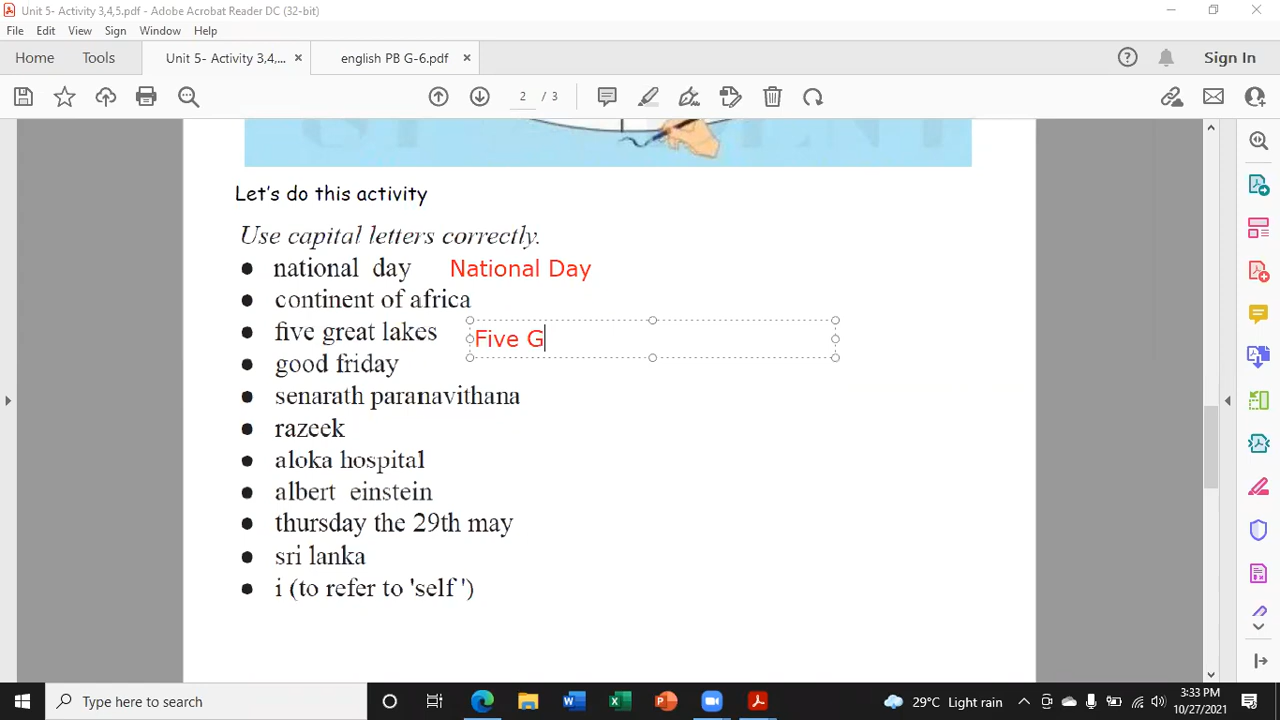 Unit 5- Activity 3,4,5.pdf - Adobe Acrobat Reader DC (32-bit)
File Edit View Sign Window Help
Home Tools Unit 5- Activity 3,4,... english PB G-6.pdf Sign In
2 / 3
Let's do this activity
Use capital letters correctly.
national day National Day
continent of africa
five great lakes Five G
good friday
senarath paranavithana
razeek
aloka hospital
albert einstein
thursday the 29th may
sri lanka
i (to refer to 'self ')
Type here to search 29°C Light rain 3:33 PM
10/27/2021